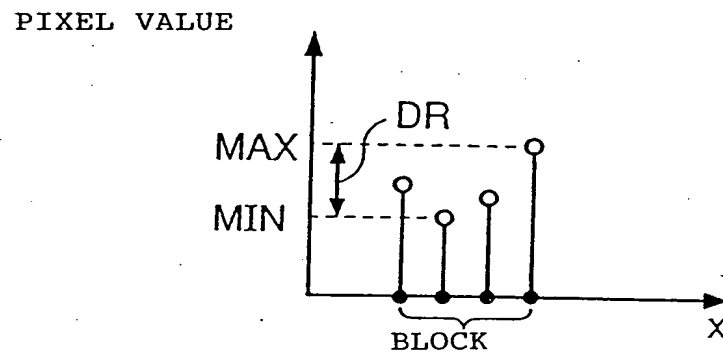 PIXEL VALUE
DR
MAX
MIN
X
BLOCK